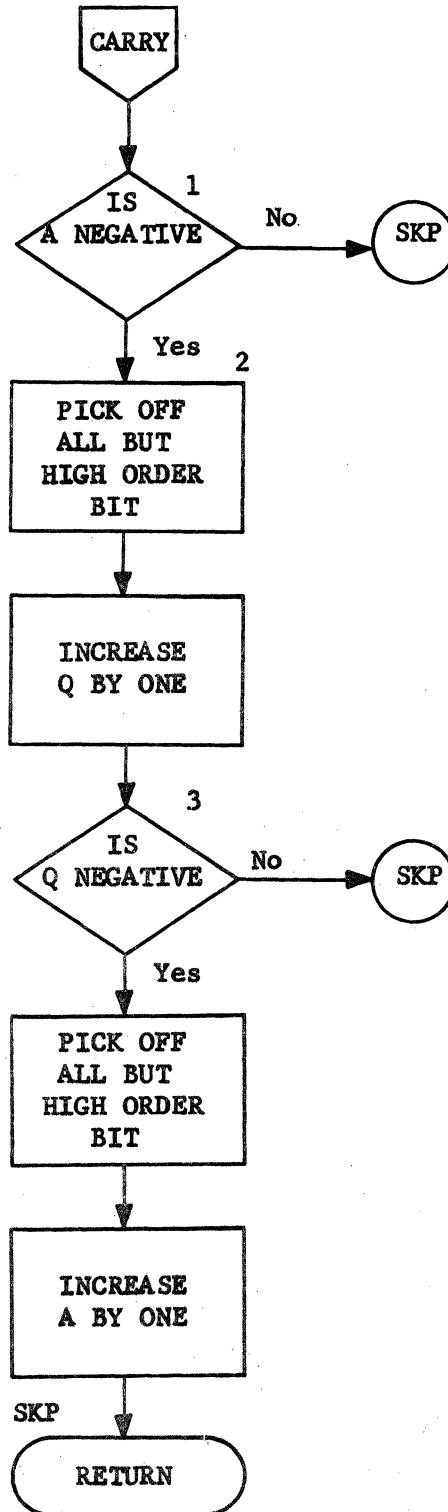 CARRY
1
IS
A NEGATIVE
No
SKP
Yes
2
PICK OFF
ALL BUT
HIGH ORDER
BIT
INCREASE
Q BY ONE
3
IS
Q NEGATIVE
No
SKP
Yes
PICK OFF
ALL BUT
HIGH ORDER
BIT
INCREASE
A BY ONE
SKP
RETURN